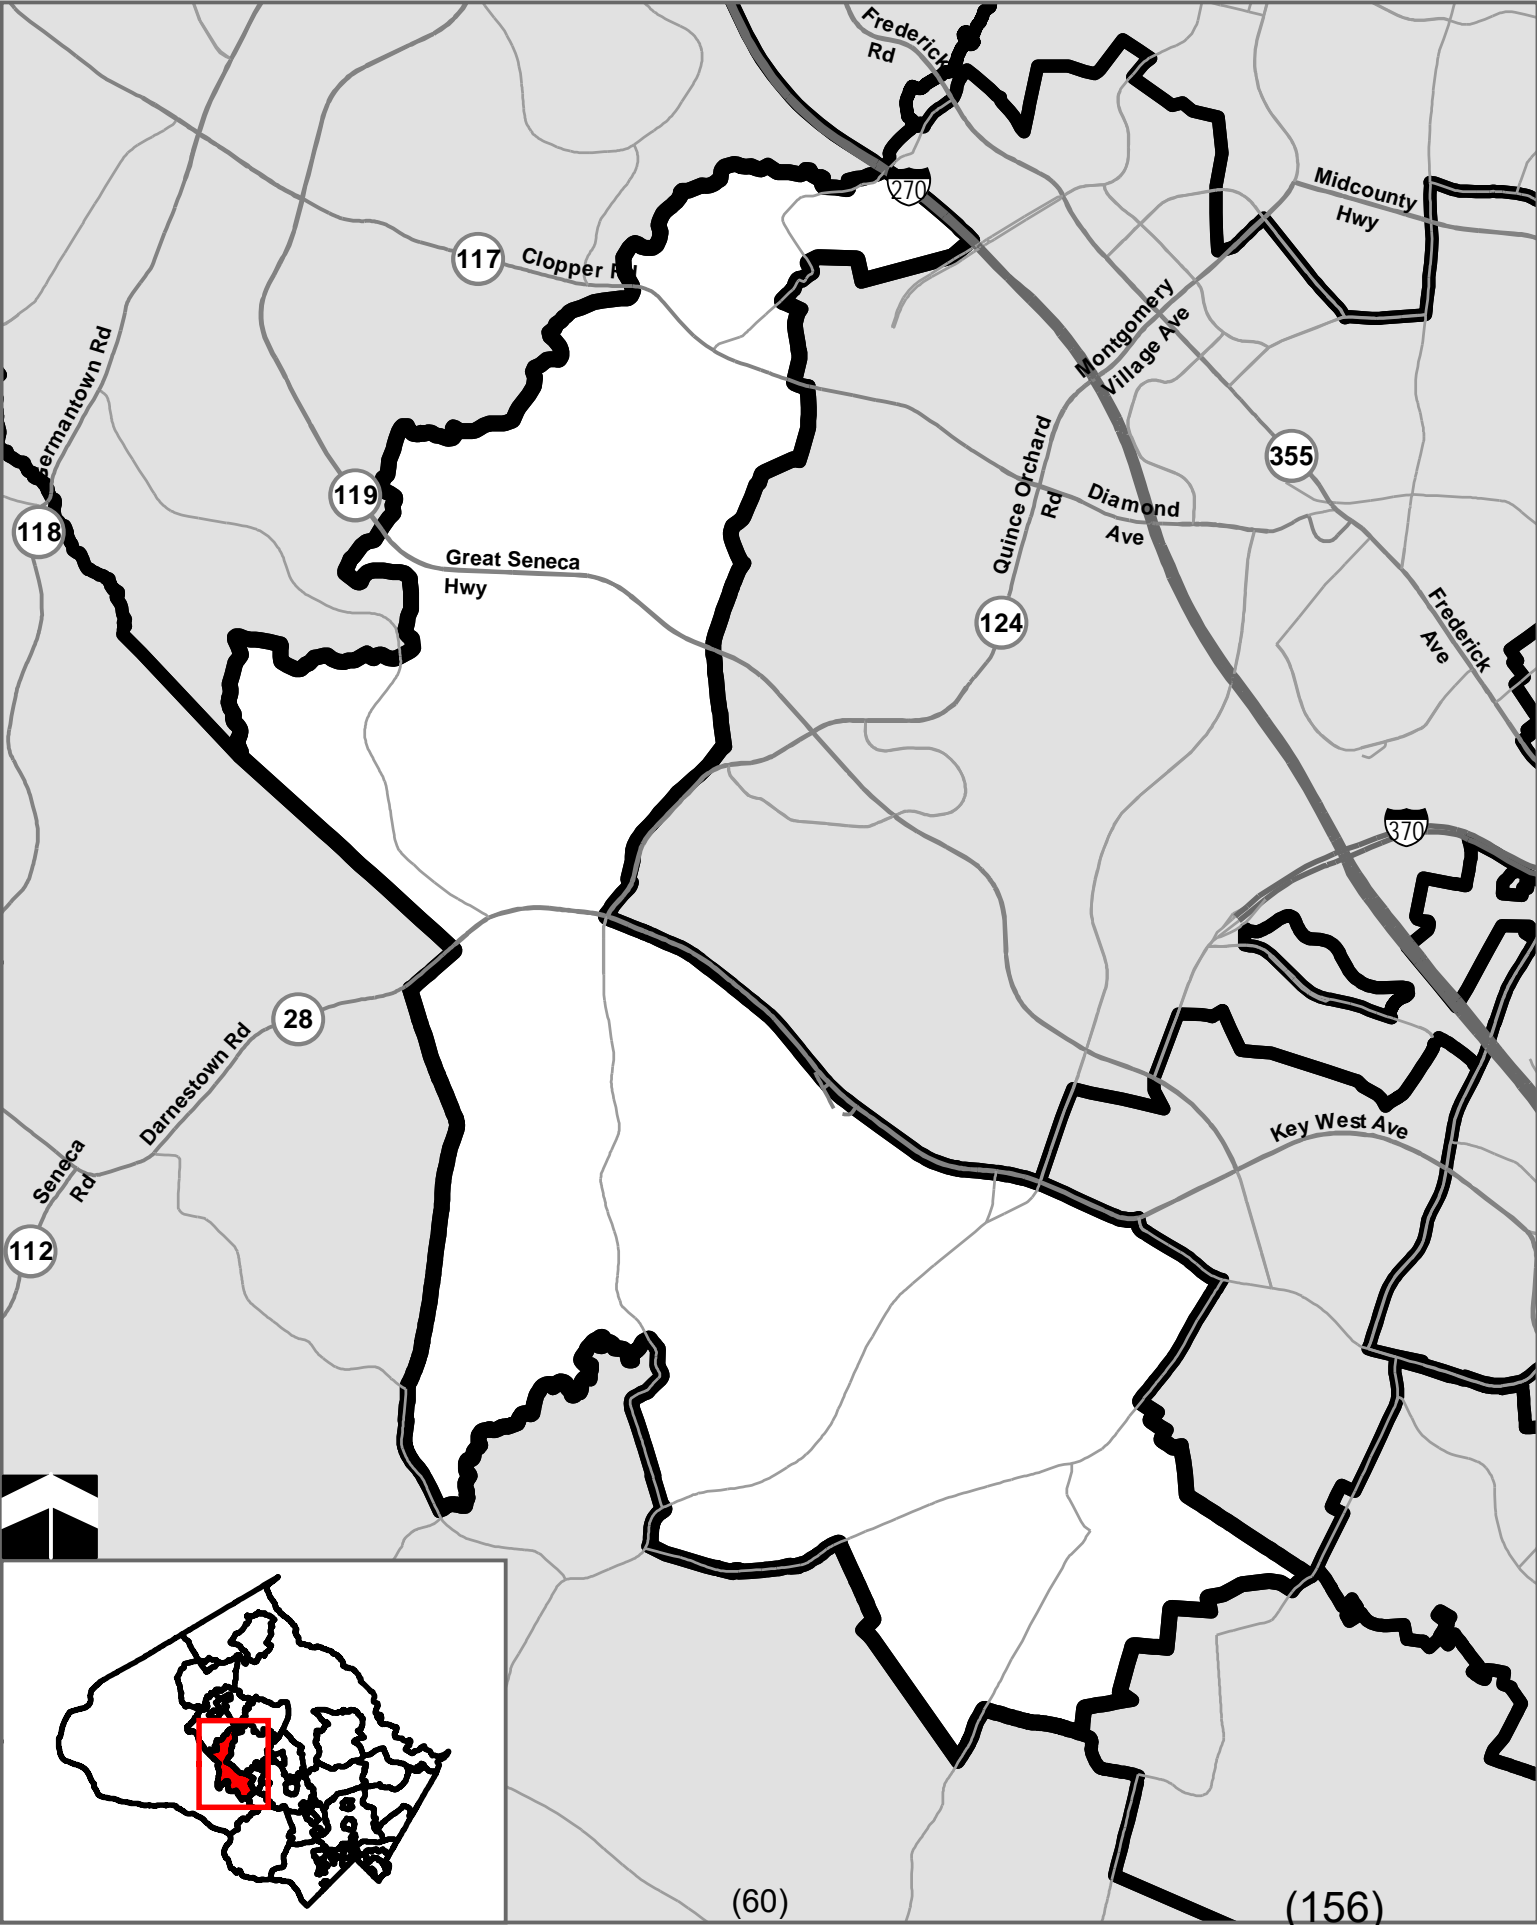 Frederick
Rd
270
Midcounty
Hwy
117
Clopper Rd
Montgomery
Village Ave
Germantown Rd
Quince Orchard
Rd
355
119
Diamond
Ave
118
Great Seneca
Hwy
124
Frederick
Ave
370
28
Darnestown Rd
Key West Ave
Seneca
Rd
112
(60)
(156)